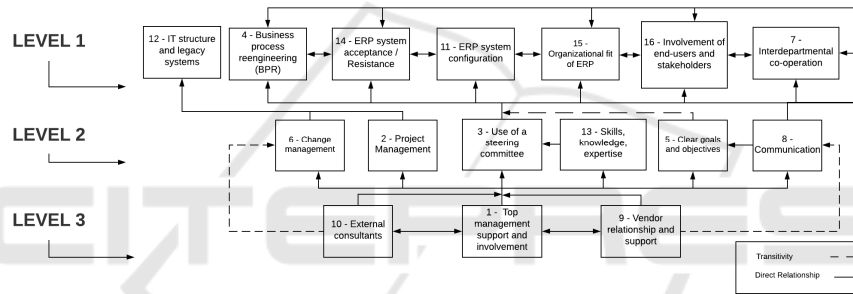 LEVEL 1
12 - IT structure
and legacy
systems
4 - Business
process
reengineering
(BPR)
14 - ERP system
acceptance /
Resistance
11 - ERP system
configuration
15 -
Organizational fit
of ERP
16 - Involvement of
end-users and
stakeholders
7 -
Interdepartmental
co-operation
LEVEL 2
6 - Change
management
2 - Project
Management
3 - Use of a
steering
committee
13 - Skills,
knowledge,
expertise
5 - Clear goals
and objectives
8 -
Communication
LEVEL 3
10 - External
consultants
1 - Top
management
support and
involvement
9 - Vendor
relationship and
support
Transitivity
Direct Relationship